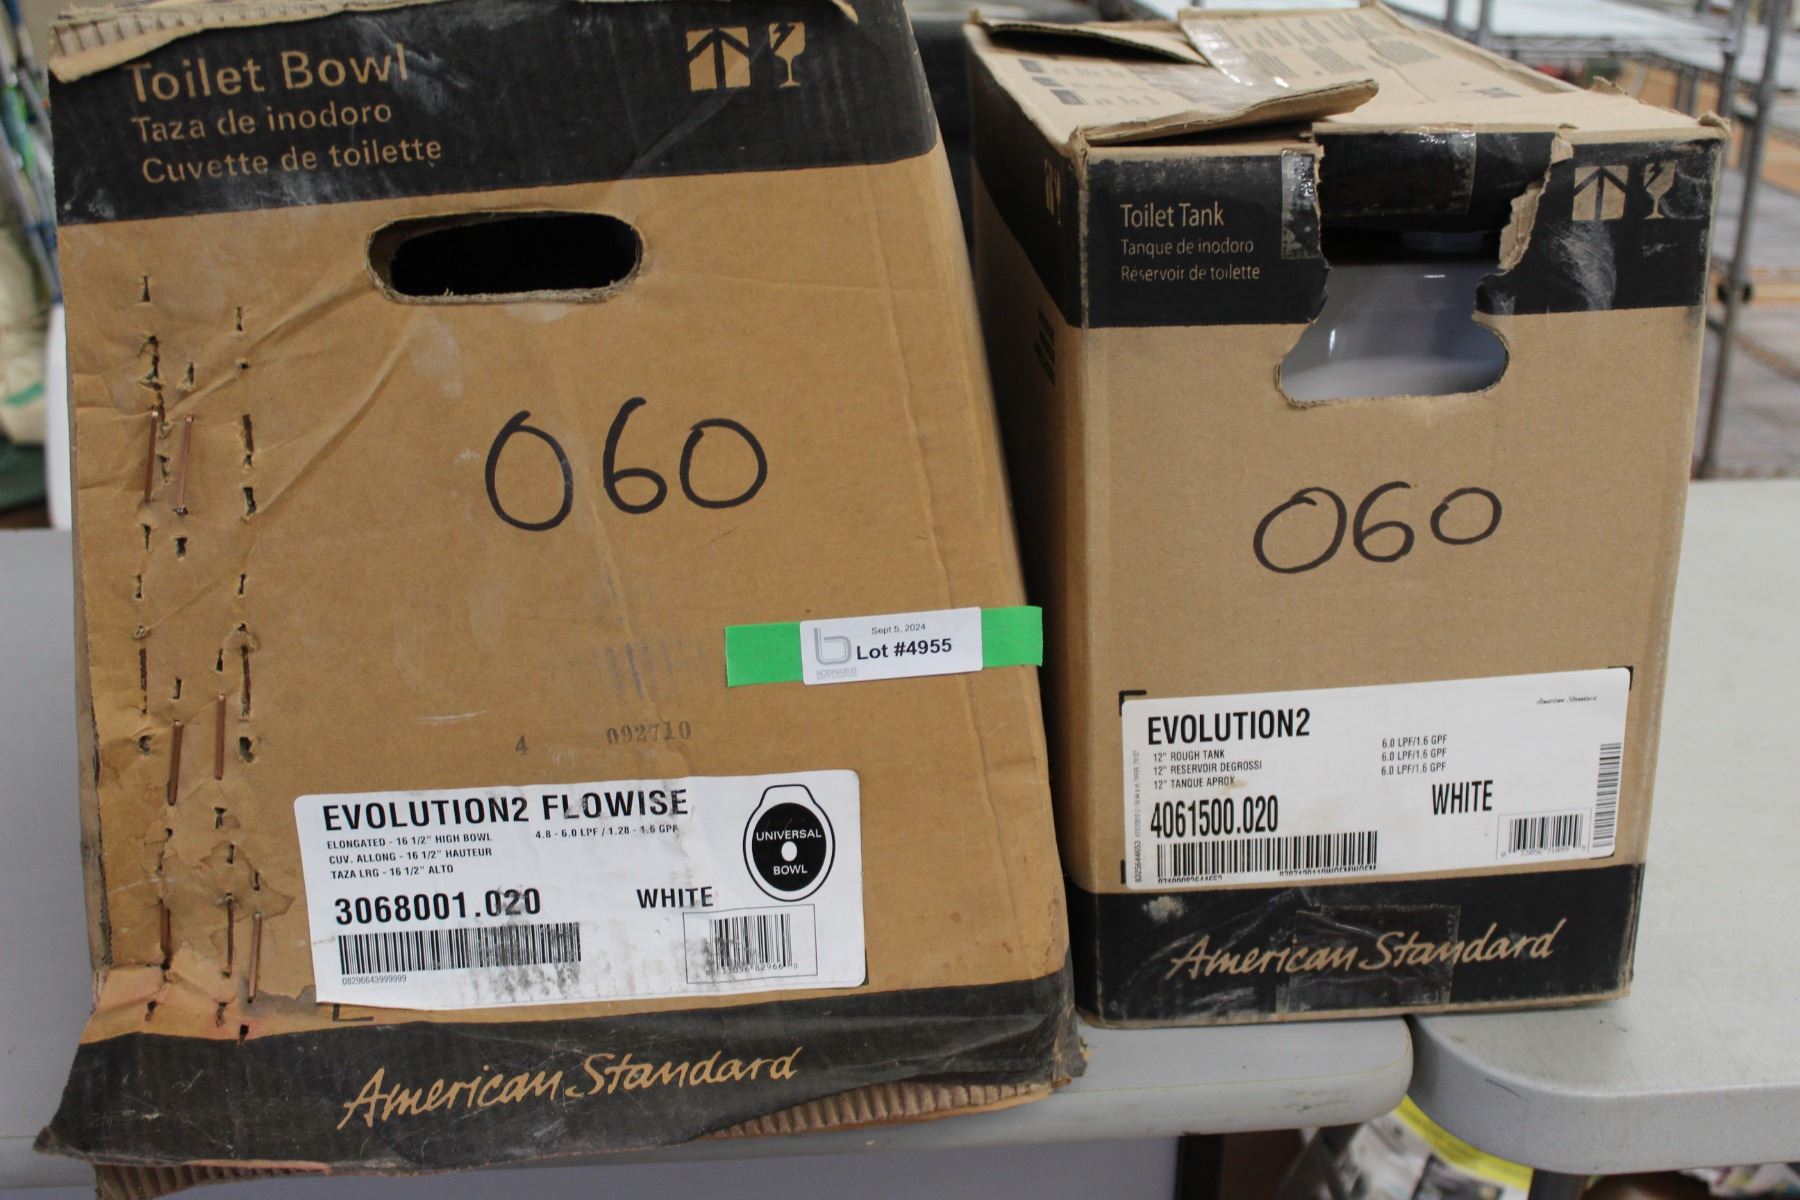 Toilet Bowl
Taza de inodoro
Cuvette de toilette
060
Sept 5, 2024
Lot #4955
4 092710
EVOLUTION2 FLOWISE
ELONGATED - 16 1/2" HIGH BOWL 4.8 - 6.0 LPF / 1.28 - 1.6 GPF
CUV. ALLONG - 16 1/2" HAUTEUR
TAZA LRG - 16 1/2" ALTO
3068001.020 WHITE
UNIVERSAL
BOWL
08296643999999
American Standard
Toilet Tank
Tanque de inodoro
Réservoir de toilette
060
American Standard
EVOLUTION2
12" ROUGH TANK 6.0 LPF/1.6 GPF
12" RESERVOIR DEGROSSI 6.0 LPF/1.6 GPF
12" TANQUE APROX 6.0 LPF/1.6 GPF
4061500.020 WHITE
American Standard